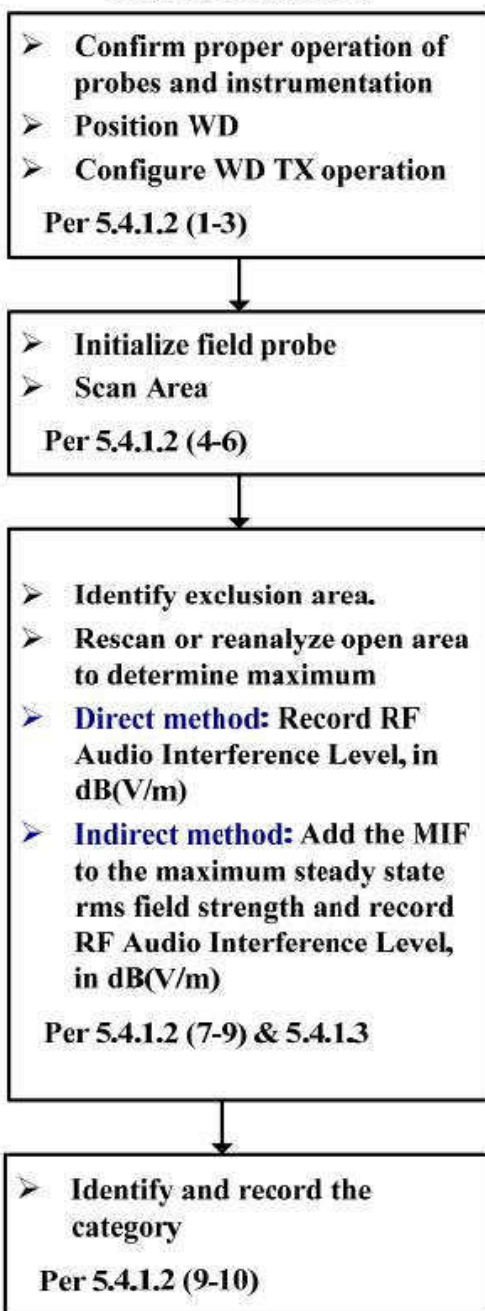 ➢ Confirm proper operation of
probes and instrumentation
➢ Position WD
➢ Configure WD TX operation
Per 5.4.1.2 (1-3)
➢ Initialize field probe
➢ Scan Area
Per 5.4.1.2 (4-6)
➢ Identify exclusion area.
➢ Rescan or reanalyze open area
to determine maximum
➢ Direct method: Record RF
Audio Interference Level, in
dB(V/m)
➢ Indirect method: Add the MIF
to the maximum steady state
rms field strength and record
RF Audio Interference Level,
in dB(V/m)
Per 5.4.1.2 (7-9) & 5.4.1.3
➢ Identify and record the
category
Per 5.4.1.2 (9-10)